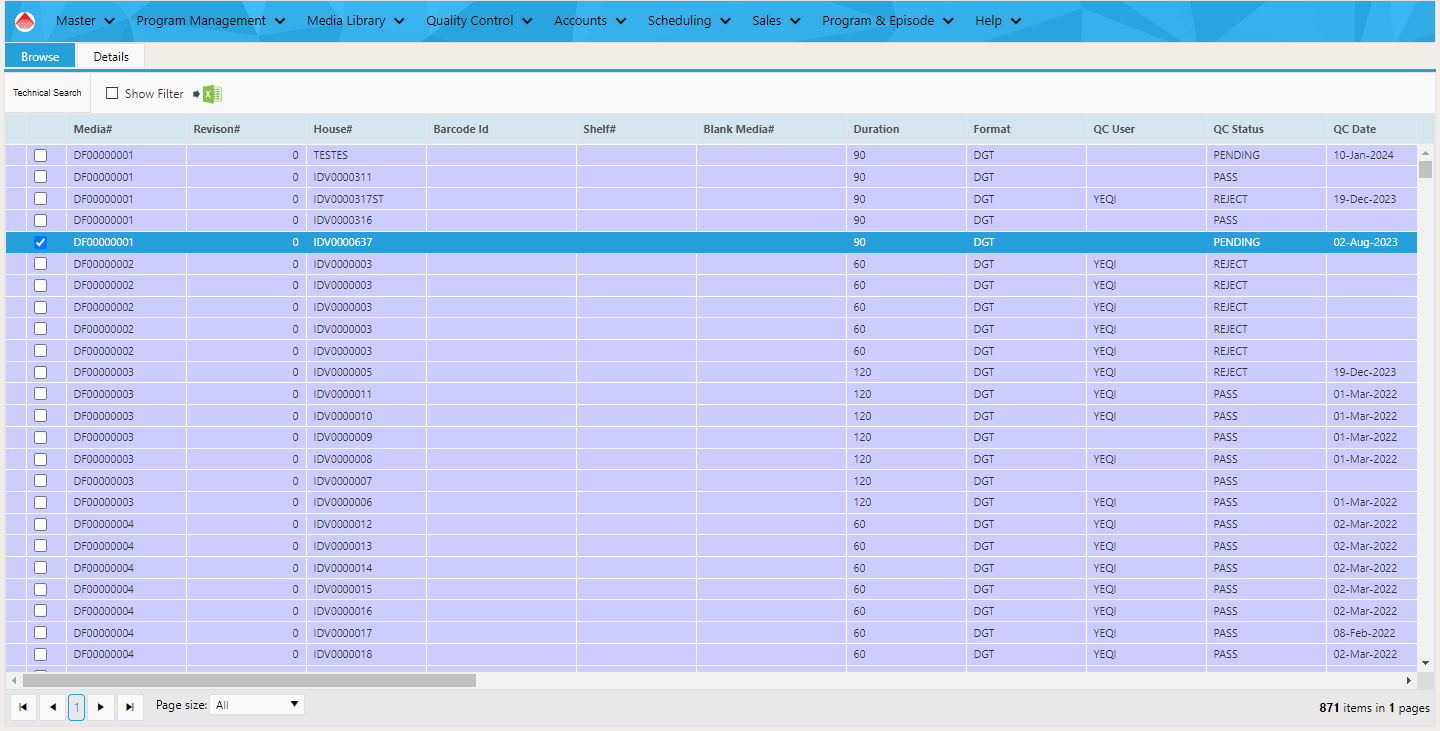 Master Program Management Media Library Quality Control Accounts Scheduling Sales Program & Episode Help
Browse Details
Technical Search Show Filter
Media# Revison# House# Barcode Id Shelf# Blank Media# Duration Format QC User QC Status QC Date
DF00000001 0 TESTES 90 DGT PENDING 10-Jan-2024
DF00000001 0 IDV0000311 90 DGT PASS
DF00000001 0 IDV0000317ST 90 DGT YEQI REJECT 19-Dec-2023
DF00000001 0 IDV0000316 90 DGT PASS
DF00000001 0 IDV0000637 90 DGT PENDING 02-Aug-2023
DF00000002 0 IDV0000003 60 DGT YEQI REJECT
DF00000002 0 IDV0000003 60 DGT YEQI REJECT
DF00000002 0 IDV0000003 60 DGT YEQI REJECT
DF00000002 0 IDV0000003 60 DGT YEQI REJECT
DF00000002 0 IDV0000003 60 DGT YEQI REJECT
DF00000003 0 IDV0000005 120 DGT YEQI REJECT 19-Dec-2023
DF00000003 0 IDV0000011 120 DGT YEQI PASS 01-Mar-2022
DF00000003 0 IDV0000010 120 DGT YEQI PASS 01-Mar-2022
DF00000003 0 IDV0000009 120 DGT PASS 01-Mar-2022
DF00000003 0 IDV0000008 120 DGT YEQI PASS 01-Mar-2022
DF00000003 0 IDV0000007 120 DGT PASS
DF00000003 0 IDV0000006 120 DGT YEQI PASS 01-Mar-2022
DF00000004 0 IDV0000012 60 DGT YEQI PASS 02-Mar-2022
DF00000004 0 IDV0000013 60 DGT YEQI PASS 02-Mar-2022
DF00000004 0 IDV0000014 60 DGT YEQI PASS 02-Mar-2022
DF00000004 0 IDV0000015 60 DGT YEQI PASS 02-Mar-2022
DF00000004 0 IDV0000016 60 DGT YEQI PASS 02-Mar-2022
DF00000004 0 IDV0000017 60 DGT YEQI PASS 08-Feb-2022
DF00000004 0 IDV0000018 60 DGT YEQI PASS 02-Mar-2022
1 Page size: All 871 items in 1 pages